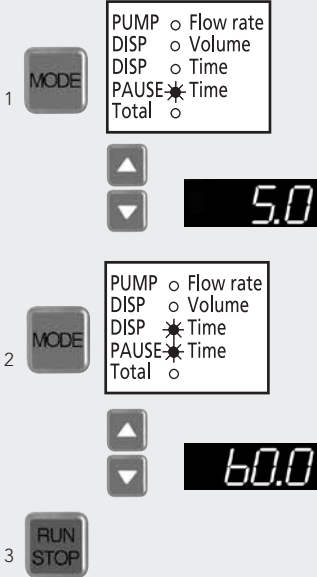 1
MODE
PUMP Flow rate
DISP Volume
DISP Time
PAUSE Time
Total
5.0
2
MODE
PUMP Flow rate
DISP Volume
DISP Time
PAUSE Time
Total
b0.0
3
RUN
STOP